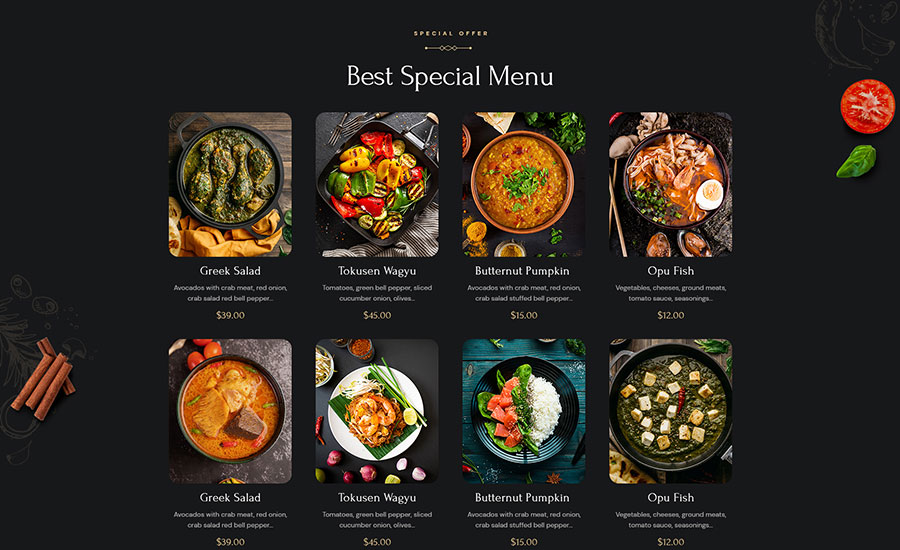 SPECIAL OFFER
Best Special Menu
Greek Salad
Avocados with crab meat, red onion,
crab salad red bell pepper...
$39.00
Tokusen Wagyu
Tomatoes, green bell pepper, sliced
cucumber onion, olives...
$45.00
Butternut Pumpkin
Avocados with crab meat, red onion,
crab salad stuffed bell pepper...
$15.00
Opu Fish
Vegetables, cheeses, ground meats,
tomato sauce, seasonings...
$12.00
Greek Salad
Avocados with crab meat, red onion,
crab salad red bell pepper...
$39.00
Tokusen Wagyu
Tomatoes, green bell pepper, sliced
cucumber onion, olives...
$45.00
Butternut Pumpkin
Avocados with crab meat, red onion,
crab salad stuffed bell pepper...
$15.00
Opu Fish
Vegetables, cheeses, ground meats,
tomato sauce, seasonings...
$12.00